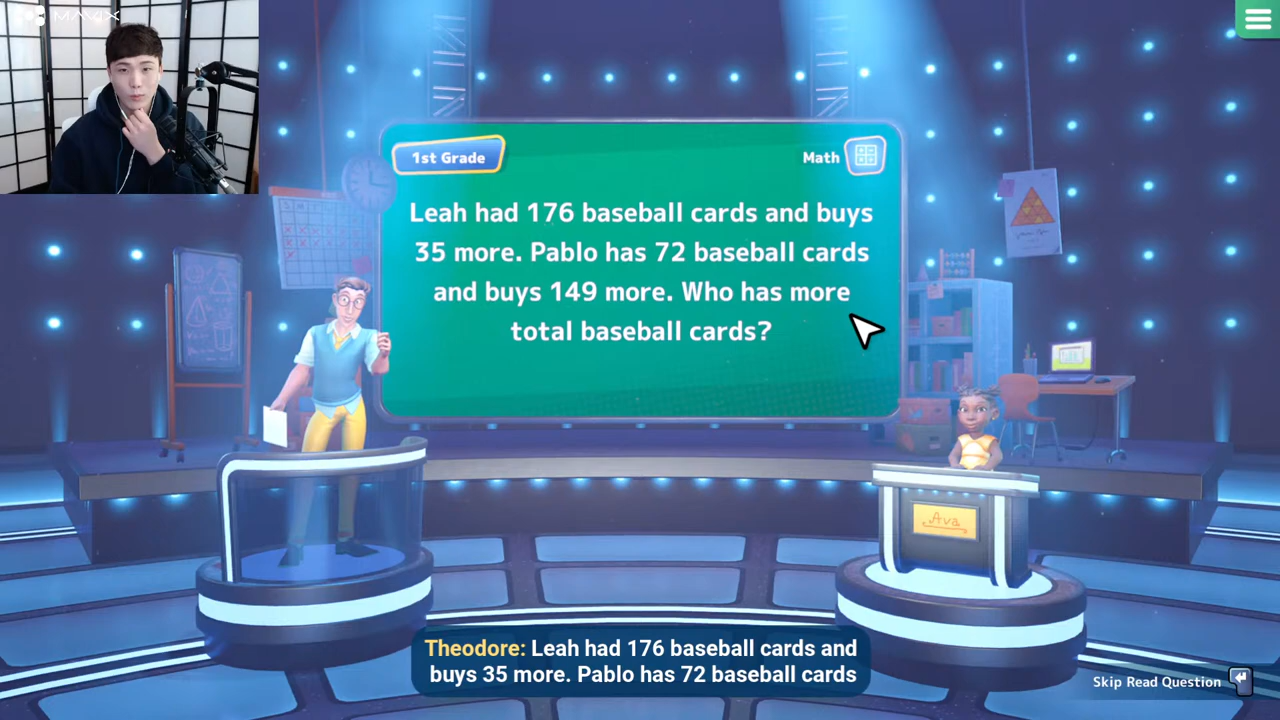 MAVIX
1st Grade
Math
Leah had 176 baseball cards and buys
35 more. Pablo has 72 baseball cards
and buys 149 more. Who has more
total baseball cards?
Ava
Theodore: Leah had 176 baseball cards and
buys 35 more. Pablo has 72 baseball cards
Skip Read Question